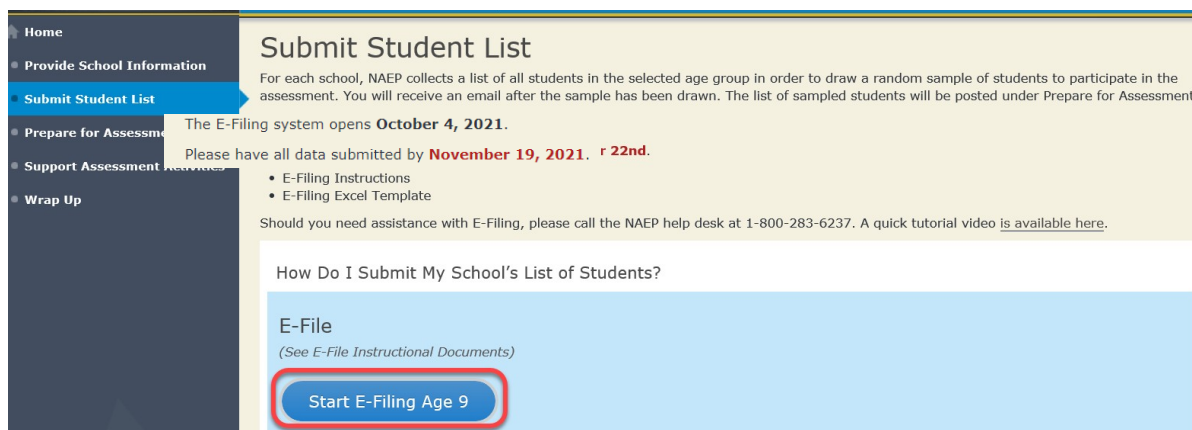 Home
Provide School Information
Submit Student List
Prepare for Assessme
Support Assessment Activities
Wrap Up
Submit Student List
For each school, NAEP collects a list of all students in the selected age group in order to draw a random sample of students to participate in the
assessment. You will receive an email after the sample has been drawn. The list of sampled students will be posted under Prepare for Assessment
The E-Filing system opens October 4, 2021.
Please have all data submitted by November 19, 2021. r 22nd.
• E-Filing Instructions
• E-Filing Excel Template
Should you need assistance with E-Filing, please call the NAEP help desk at 1-800-283-6237. A quick tutorial video is available here.
How Do I Submit My School's List of Students?
E-File
(See E-File Instructional Documents)
Start E-Filing Age 9